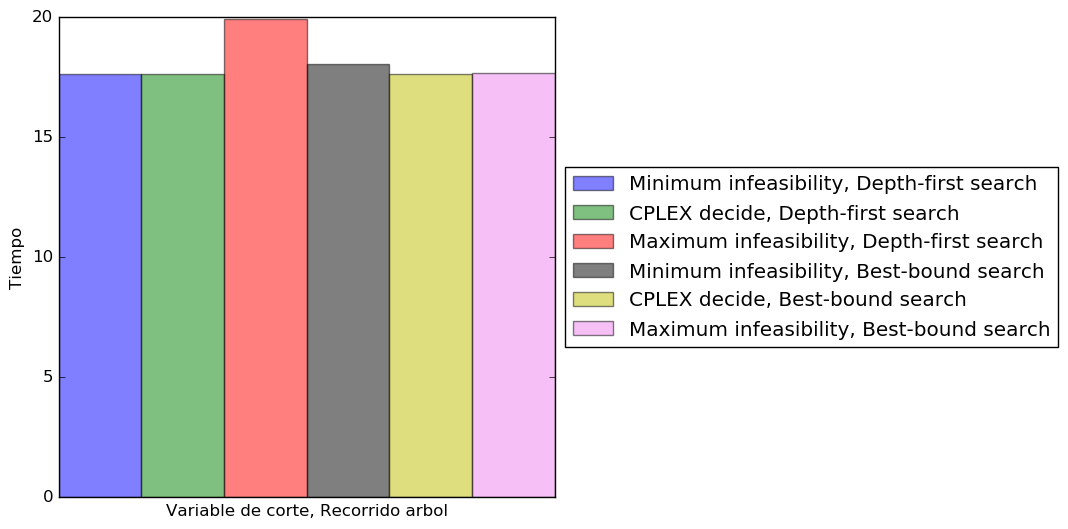 20
15
10
5
0
Tiempo
Variable de corte, Recorrido arbol
Minimum infeasibility, Depth-first search
CPLEX decide, Depth-first search
Maximum infeasibility, Depth-first search
Minimum infeasibility, Best-bound search
CPLEX decide, Best-bound search
Maximum infeasibility, Best-bound search